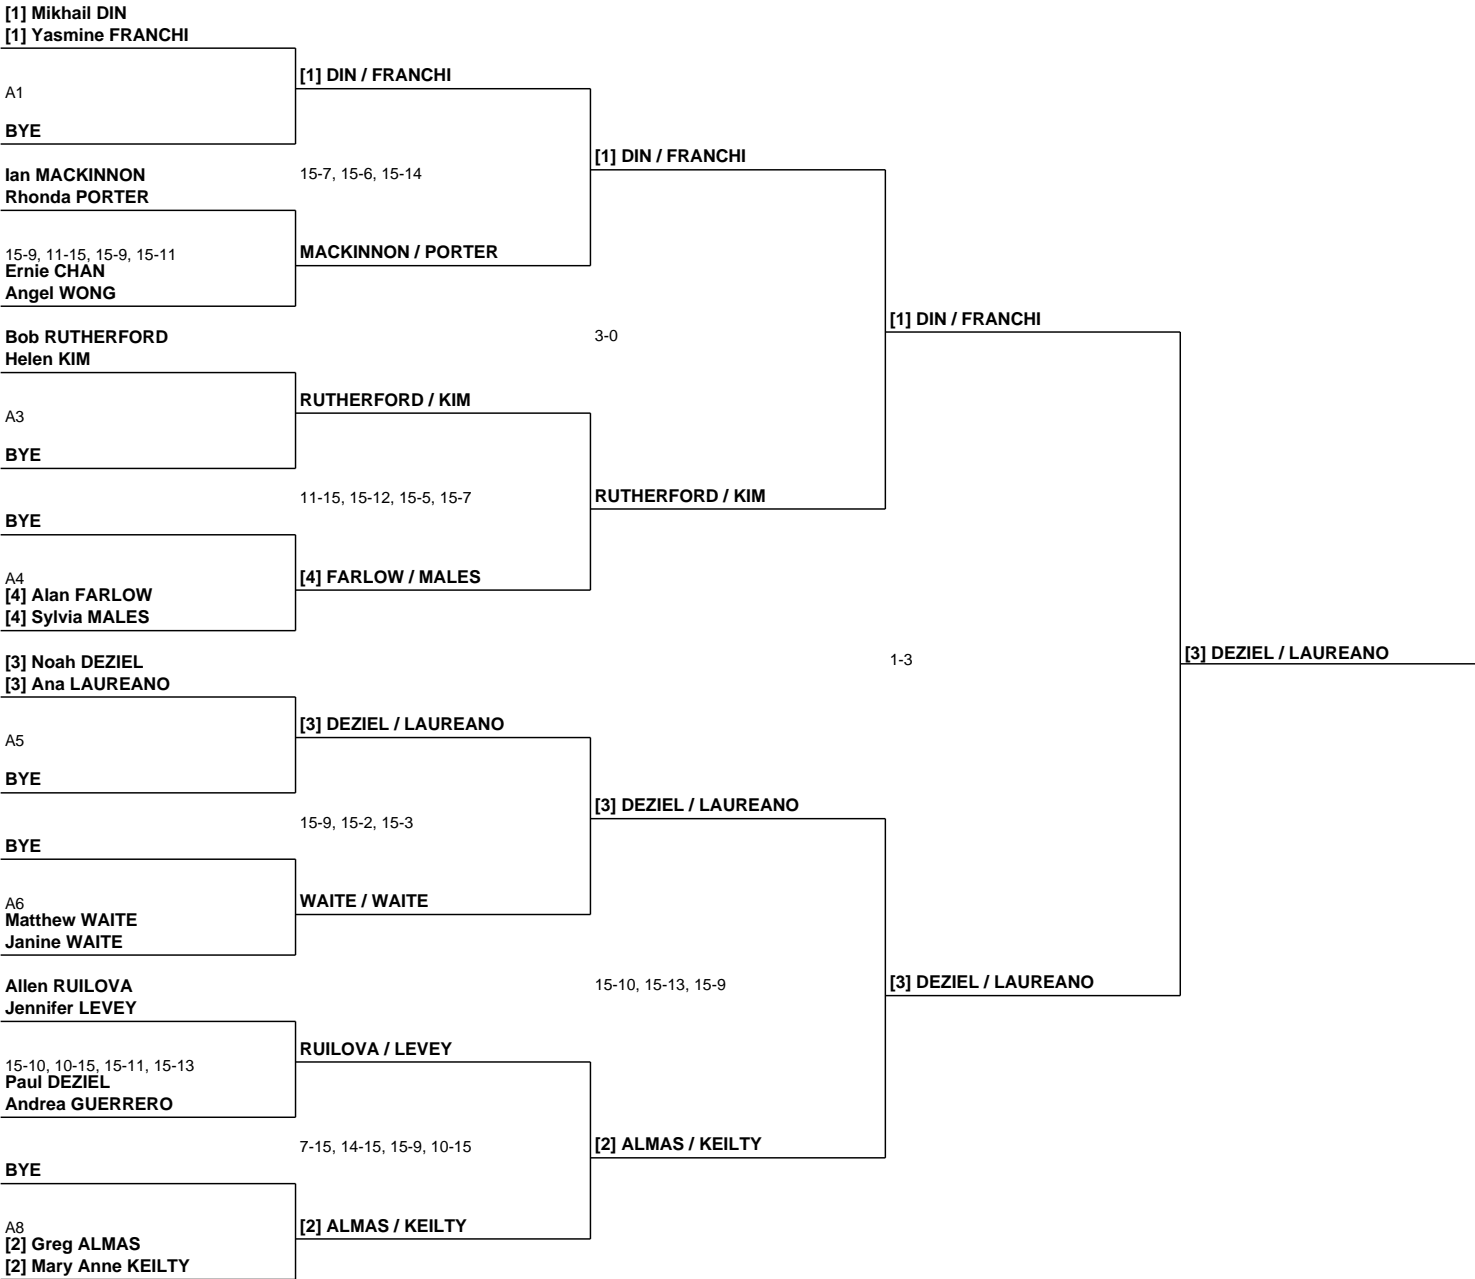 [1] Mikhail DIN
[1] Yasmine FRANCHI
[1] DIN / FRANCHI
A1
BYE
[1] DIN / FRANCHI
Ian MACKINNON
15-7, 15-6, 15-14
Rhonda PORTER
MACKINNON / PORTER
15-9, 11-15, 15-9, 15-11
Ernie CHAN
Angel WONG
[1] DIN / FRANCHI
Bob RUTHERFORD
3-0
Helen KIM
RUTHERFORD / KIM
A3
BYE
11-15, 15-12, 15-5, 15-7
RUTHERFORD / KIM
BYE
A4
[4] FARLOW / MALES
[4] Alan FARLOW
[4] Sylvia MALES
[3] DEZIEL / LAUREANO
1-3
[3] Noah DEZIEL
[3] Ana LAUREANO
[3] DEZIEL / LAUREANO
A5
BYE
[3] DEZIEL / LAUREANO
15-9, 15-2, 15-3
BYE
WAITE / WAITE
A6
Matthew WAITE
Janine WAITE
Allen RUILOVA
15-10, 15-13, 15-9
[3] DEZIEL / LAUREANO
Jennifer LEVEY
RUILOVA / LEVEY
15-10, 10-15, 15-11, 15-13
Paul DEZIEL
Andrea GUERRERO
7-15, 14-15, 15-9, 10-15
[2] ALMAS / KEILTY
BYE
A8
[2] ALMAS / KEILTY
[2] Greg ALMAS
[2] Mary Anne KEILTY